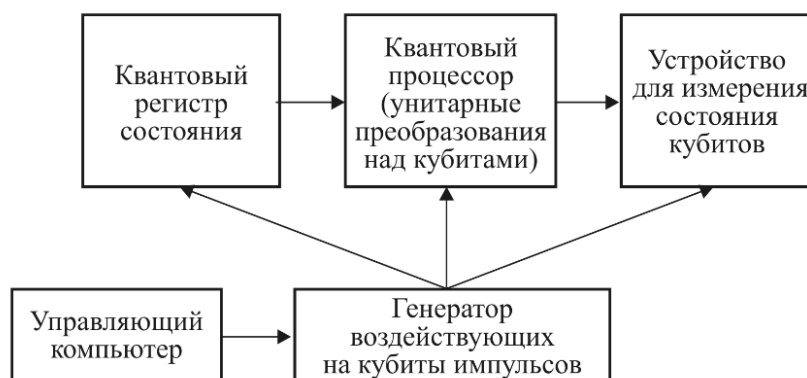 Квантовый
регистр
состояния
Квантовый
процессор
(унитарные
преобразования
над кубитами)
Устройство
для измерения
состояния
кубитов
Управляющий
компьютер
Генератор
воздействующих
на кубиты импульсов